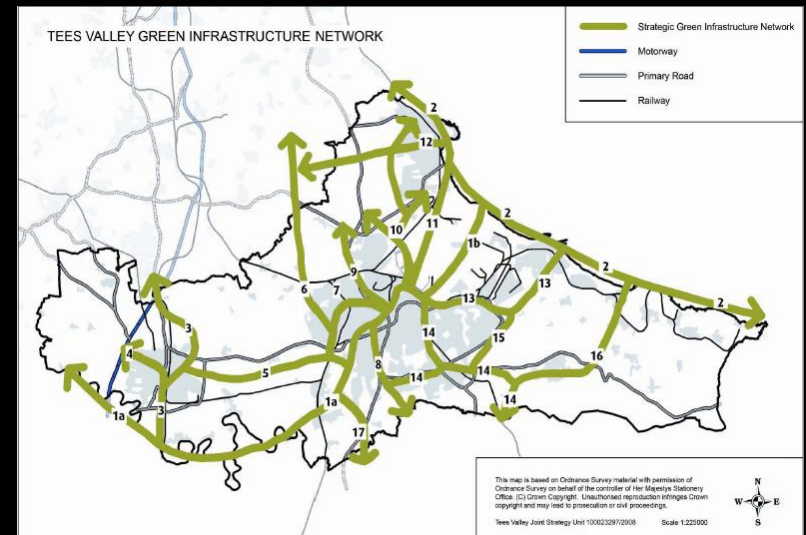 TEES VALLEY GREEN INFRASTRUCTURE NETWORK
Strategic Green Infrastructure Network
Motorway
Primary Road
Railway
2
12
2
10
11
1b
2
9
6
7
13
13
2
3
14
15
4
5
8
14
14
16
1a
3
1a
14
17
This map is based on Ordnance Survey material with permission of
Ordnance Survey on behalf of the controller of Her Majestys Stationery
Office. (C) Crown Copyright. Unauthorised reproduction infringes Crown
copyright and may lead to prosecution or civil proceedings.
Tees Valley Joint Strategy Unit 100023297/2008 Scale 1:225000
N
W E
S